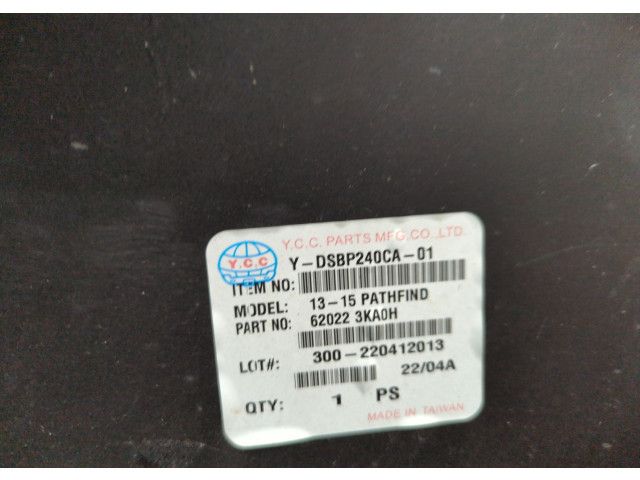 Y.C.C. PARTS MFG.CO.,LTD.
Y.C.C
Y-DSBP240CA-01
ITEM NO:
MODEL: 13-15 PATHFIND
PART NO: 62022 3KA0H
LOT#: 300-220412013
22/04A
QTY: 1 PS
MADE IN TAIWAN